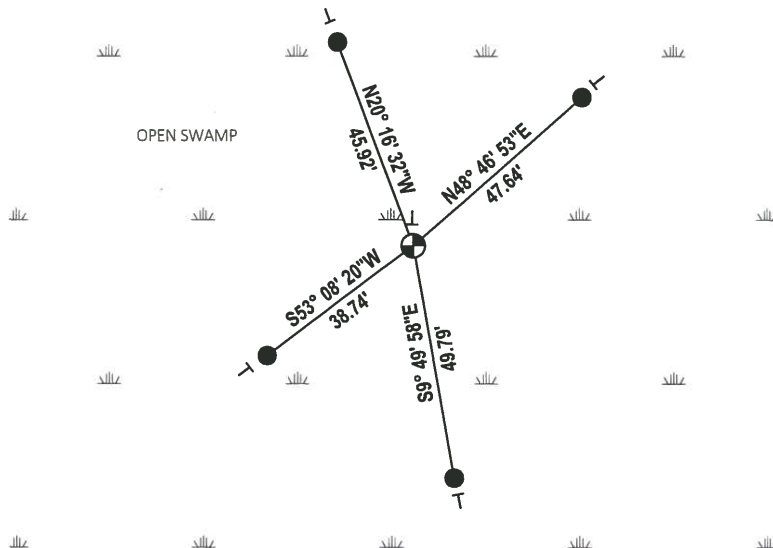 N20° 16' 32"W
45.92'
OPEN SWAMP
N48° 46' 53"E
47.64'
S53° 08' 20"W
38.74'
S9° 49' 58"E
49.79'